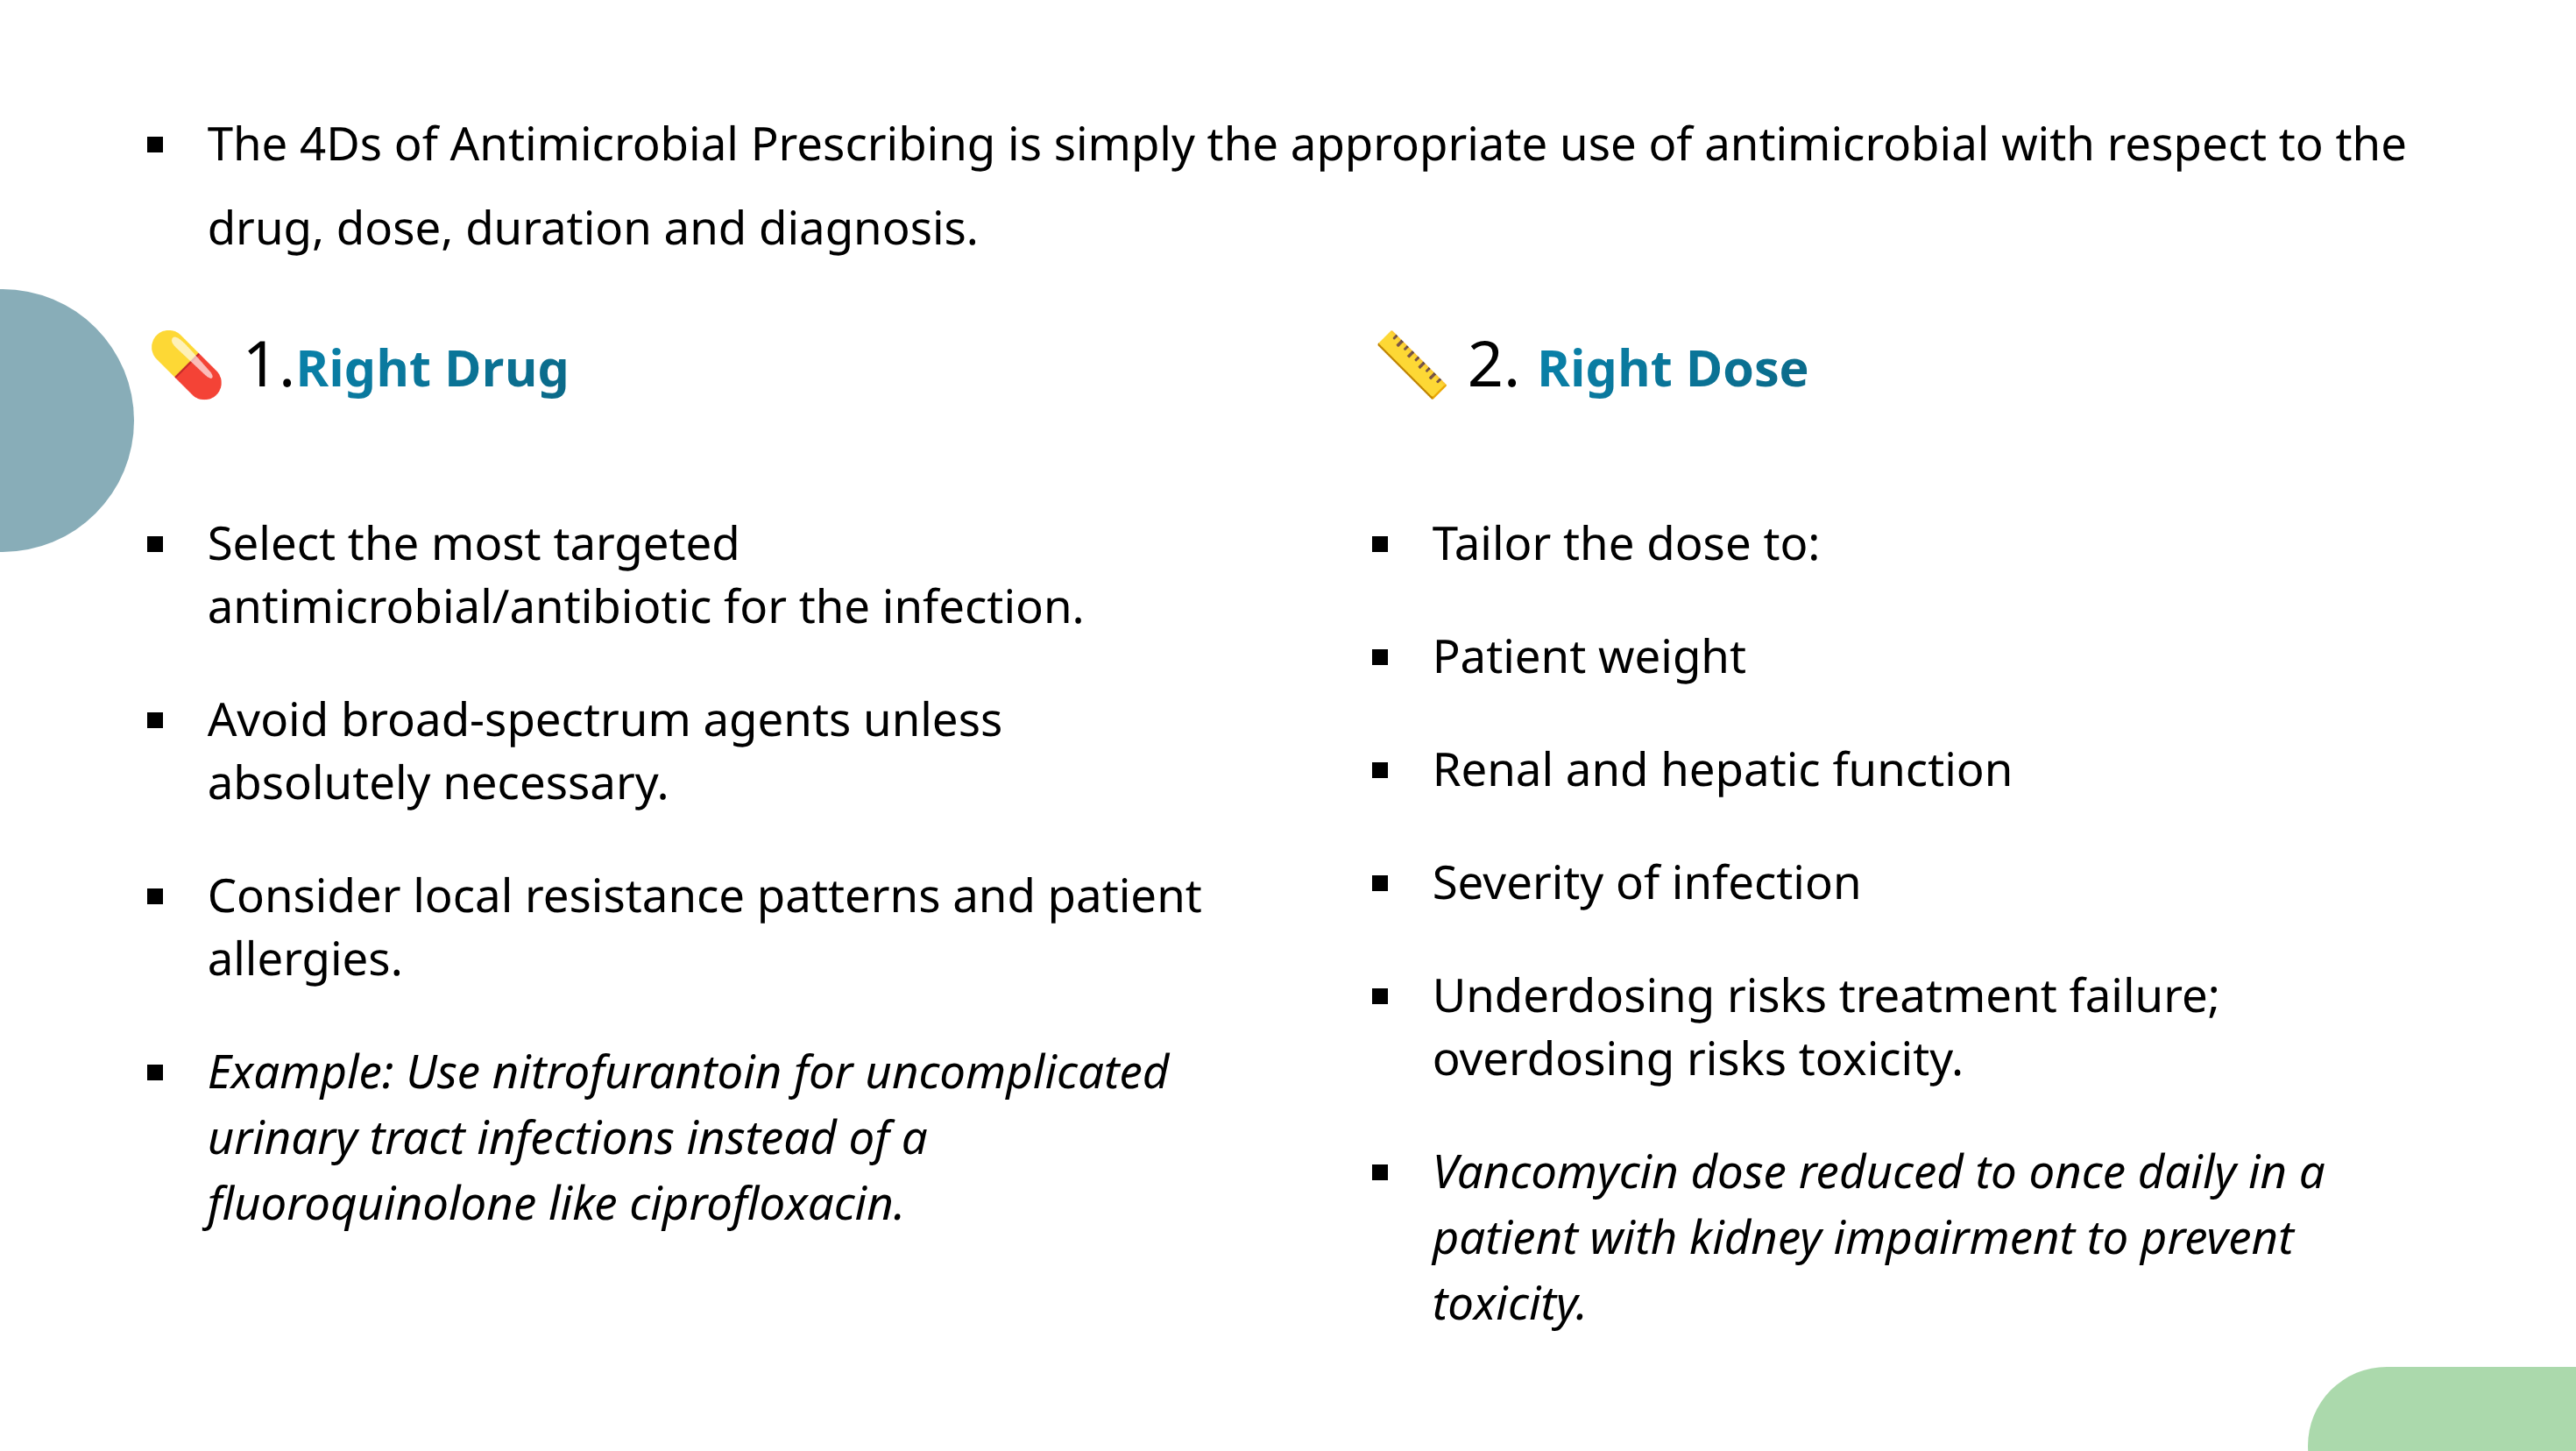 The 4Ds of Antimicrobial Prescribing is simply the appropriate use of antimicrobial with respect to the
drug, dose, duration and diagnosis.
1.Right Drug
Select the most targeted
antimicrobial/antibiotic for the infection.
Avoid broad-spectrum agents unless
absolutely necessary.
Consider local resistance patterns and patient
allergies.
Example: Use nitrofurantoin for uncomplicated
urinary tract infections instead of a
fluoroquinolone like ciprofloxacin.
2. Right Dose
Tailor the dose to:
Patient weight
Renal and hepatic function
Severity of infection
Underdosing risks treatment failure;
overdosing risks toxicity.
Vancomycin dose reduced to once daily in a
patient with kidney impairment to prevent
toxicity.